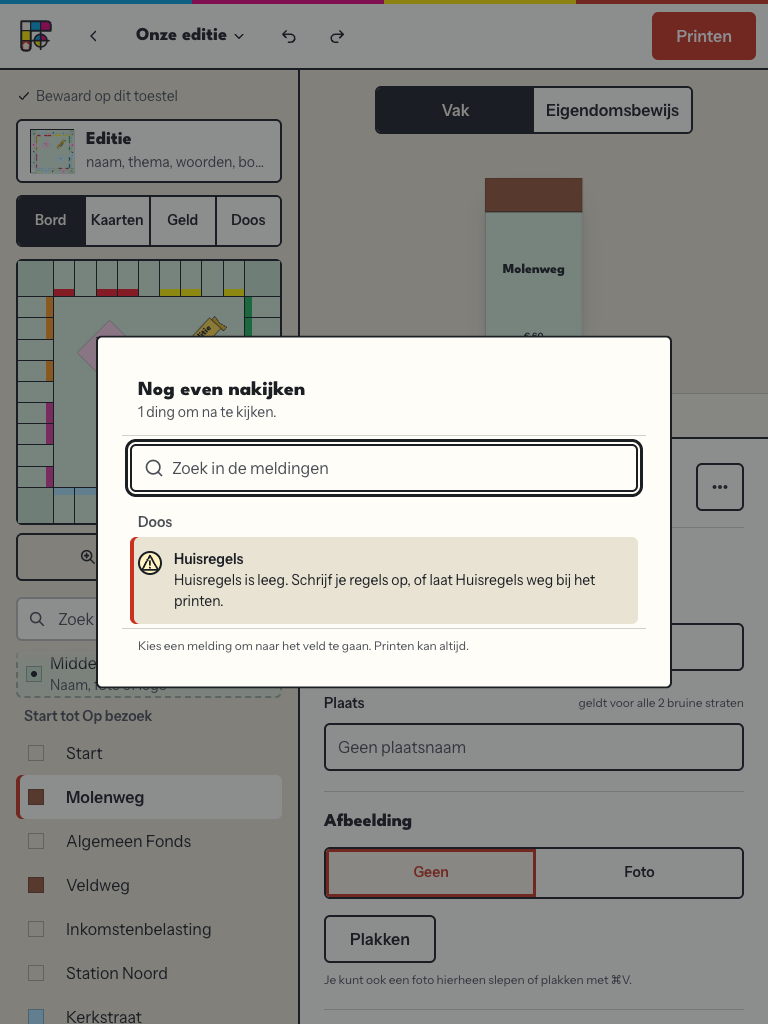 Onze editie
Printen
Bewaard op dit toestel
Editie
naam, thema, woorden, bo...
Bord
Kaarten
Geld
Doos
Vak
Eigendomsbewijs
Molenweg
Nog even nakijken
1 ding om na te kijken.
Zoek in de meldingen
Doos
Huisregels
Huisregels is leeg. Schrijf je regels op, of laat Huisregels weg bij het
printen.
Kies een melding om naar het veld te gaan. Printen kan altijd.
Zoek
Start tot Op bezoek
Start
Molenweg
Algemeen Fonds
Veldweg
Inkomstenbelasting
Station Noord
Kerkstraat
Plaats
geldt voor alle 2 bruine straten
Geen plaatsnaam
Afbeelding
Geen
Foto
Plakken
Je kunt ook een foto hierheen slepen of plakken met ⌘V.